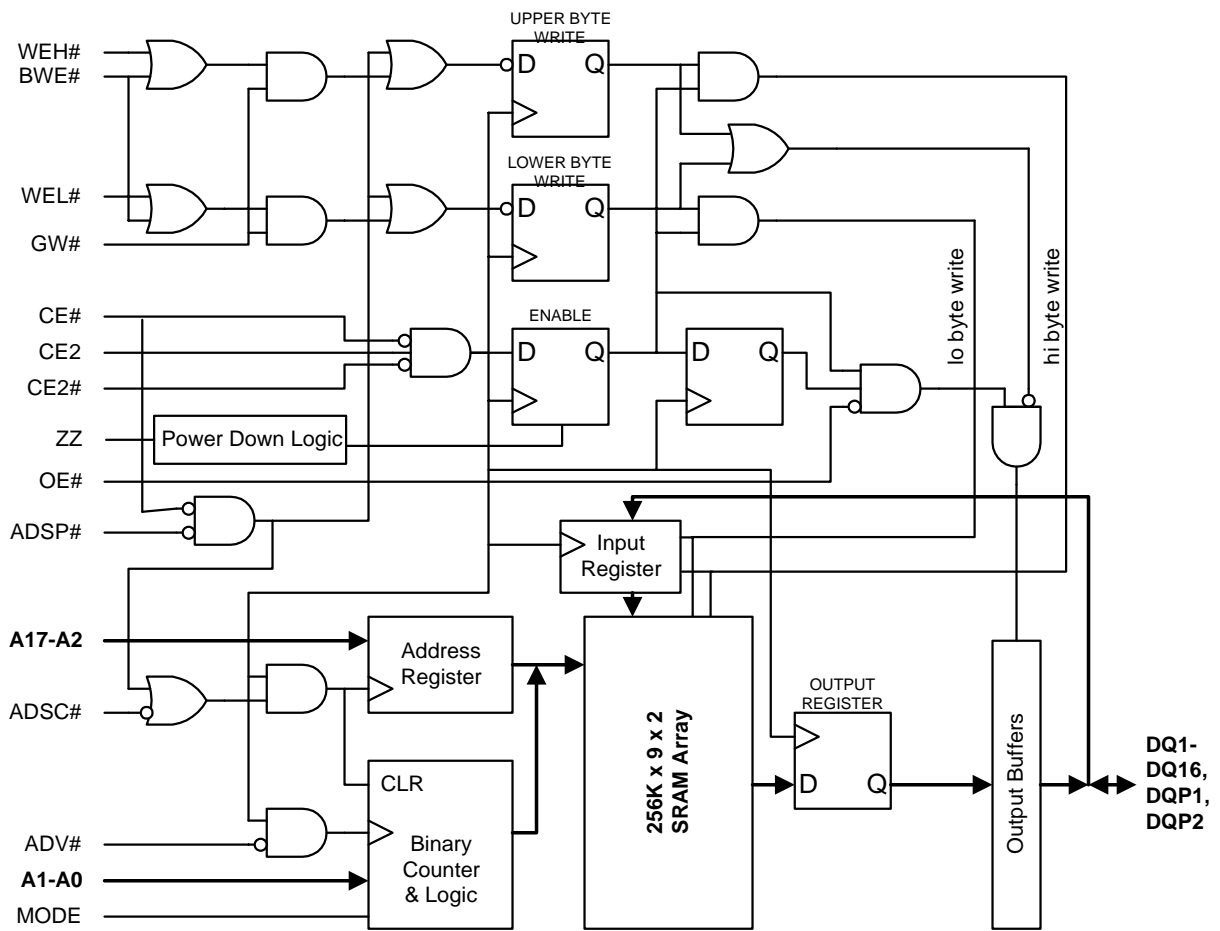 UPPER BYTE
WRITE
WEH#
BWE#
D
Q
LOWER BYTE
WRITE
WEL#
D
Q
GW#
lo byte write
hi byte write
CE#
ENABLE
CE2
D
Q
D
Q
CE2#
ZZ
Power Down Logic
OE#
ADSP#
Input
Register
A17-A2
Address
Register
ADSC#
OUTPUT
REGISTER
256K x 9 x 2
SRAM Array
Output Buffers
DQ1-
DQ16,
DQP1,
DQP2
CLR
D
Q
ADV#
Binary
Counter
& Logic
A1-A0
MODE